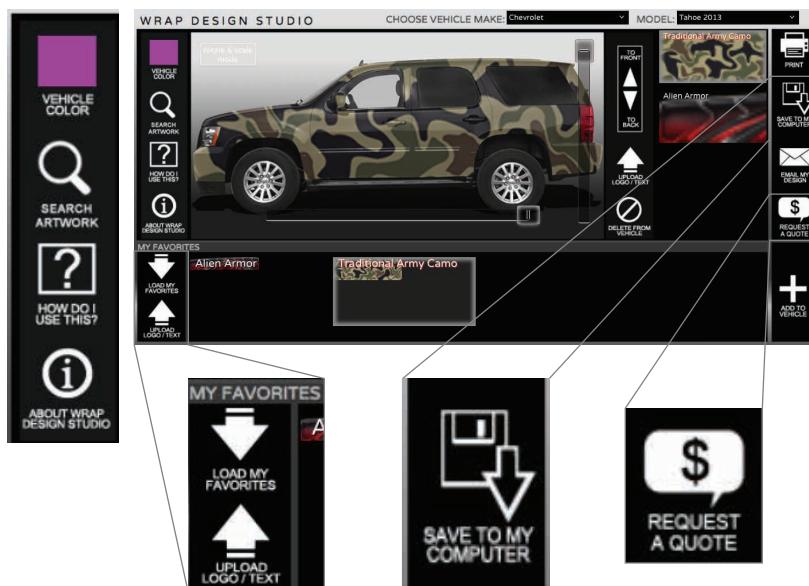 VEHICLE
COLOR
SEARCH
ARTWORK
?
HOW DO I
USE THIS?
i
ABOUT WRAP
DESIGN STUDIO
WRAP DESIGN STUDIO
CHOOSE VEHICLE MAKE: Chevrolet
MODEL: Tahoe 2013
VEHICLE
COLOR
SEARCH
ARTWORK
?
HOW DO I
USE THIS?
i
ABOUT WRAP
DESIGN STUDIO
rotate & scale
mode
TO
FRONT
TO
BACK
UPLOAD
LOGO / TEXT
DELETE FROM
VEHICLE
Traditional Army Camo
Alien Armor
PRINT
SAVE TO MY
COMPUTER
EMAIL MY
DESIGN
$
REQUEST
A QUOTE
MY FAVORITES
LOAD MY
FAVORITES
UPLOAD
LOGO / TEXT
Alien Armor
Traditional Army Camo
ADD TO
VEHICLE
MY FAVORITES
LOAD MY
FAVORITES
UPLOAD
LOGO / TEXT
A
SAVE TO MY
COMPUTER
$
REQUEST
A QUOTE